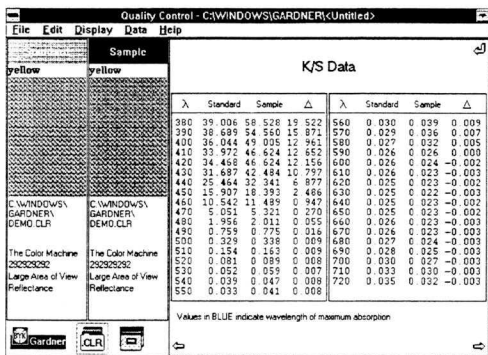 Quality Control - C:\WINDOWS\GARDNER\<Untitled>
File Edit Display Data Help
Sample
yellow
yellow
C:\WINDOWS\
GARDNER\
DEMO.CLR
The Color Machine
292929292
Large Area of View
Reflectance
C:\WINDOWS\
GARDNER\
DEMO.CLR
The Color Machine
292929292
Large Area of View
Reflectance
K/S Data
λ Standard Sample Δ λ Standard Sample Δ
380 39.006 58.528 19.522 560 0.030 0.039 0.009
390 38.689 54.560 15.871 570 0.029 0.036 0.007
400 36.044 49.005 12.961 580 0.027 0.032 0.005
410 33.972 46.624 12.652 590 0.026 0.026 0.000
420 34.468 46.624 12.156 600 0.026 0.024 -0.002
430 31.687 42.484 10.797 610 0.026 0.023 -0.003
440 25.464 32.341 6.877 620 0.025 0.023 -0.002
450 15.907 18.393 2.486 630 0.025 0.022 -0.003
460 10.542 11.489 0.947 640 0.025 0.022 -0.003
470 5.051 5.321 0.270 650 0.025 0.023 -0.002
480 1.956 2.011 0.055 660 0.026 0.023 -0.003
490 0.759 0.775 0.016 670 0.026 0.023 -0.003
500 0.329 0.338 0.009 680 0.027 0.024 -0.003
510 0.154 0.163 0.009 690 0.028 0.025 -0.003
520 0.081 0.089 0.008 700 0.030 0.027 -0.003
530 0.052 0.059 0.007 710 0.033 0.030 -0.003
540 0.039 0.047 0.008 720 0.035 0.032 -0.003
550 0.033 0.041 0.008
Values in BLUE indicate wavelength of maximum absorption
BYK Gardner .CLR